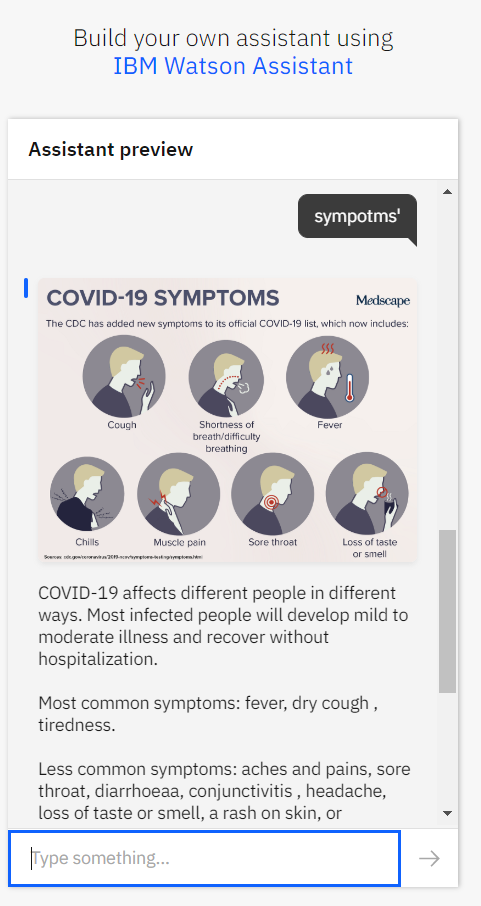 Build your own assistant using
IBM Watson Assistant
Assistant preview
sympotms'
COVID-19 SYMPTOMS
Medscape
The CDC has added new symptoms to its official COVID-19 list, which now includes:
Cough
Shortness of
breath/difficulty
breathing
Fever
Chills
Muscle pain
Sore throat
Loss of taste
or smell
Sources: cdc.gov/coronavirus/2019-ncov/symptoms-testing/symptoms.html
COVID-19 affects different people in different
ways. Most infected people will develop mild to
moderate illness and recover without
hospitalization.
Most common symptoms: fever, dry cough ,
tiredness.
Less common symptoms: aches and pains, sore
throat, diarrhoeaa, conjunctivitis , headache,
loss of taste or smell, a rash on skin, or
Type something...